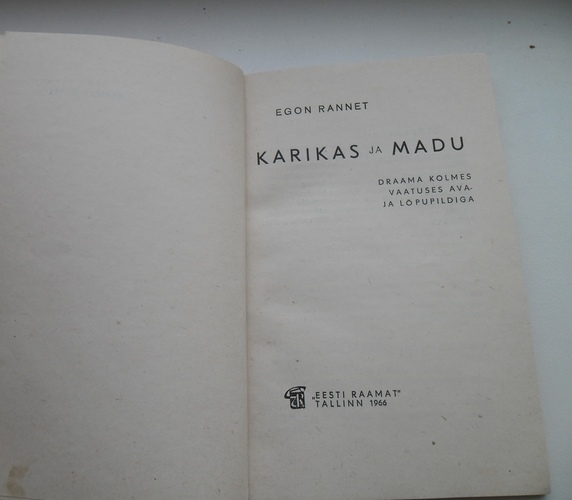 EGON RANNET
KARIKAS JA MADU
DRAAMA KOLMES
VAATUSES AVA-
JA LÕPUPILDIGA
„EESTI RAAMAT"
TALLINN 1966